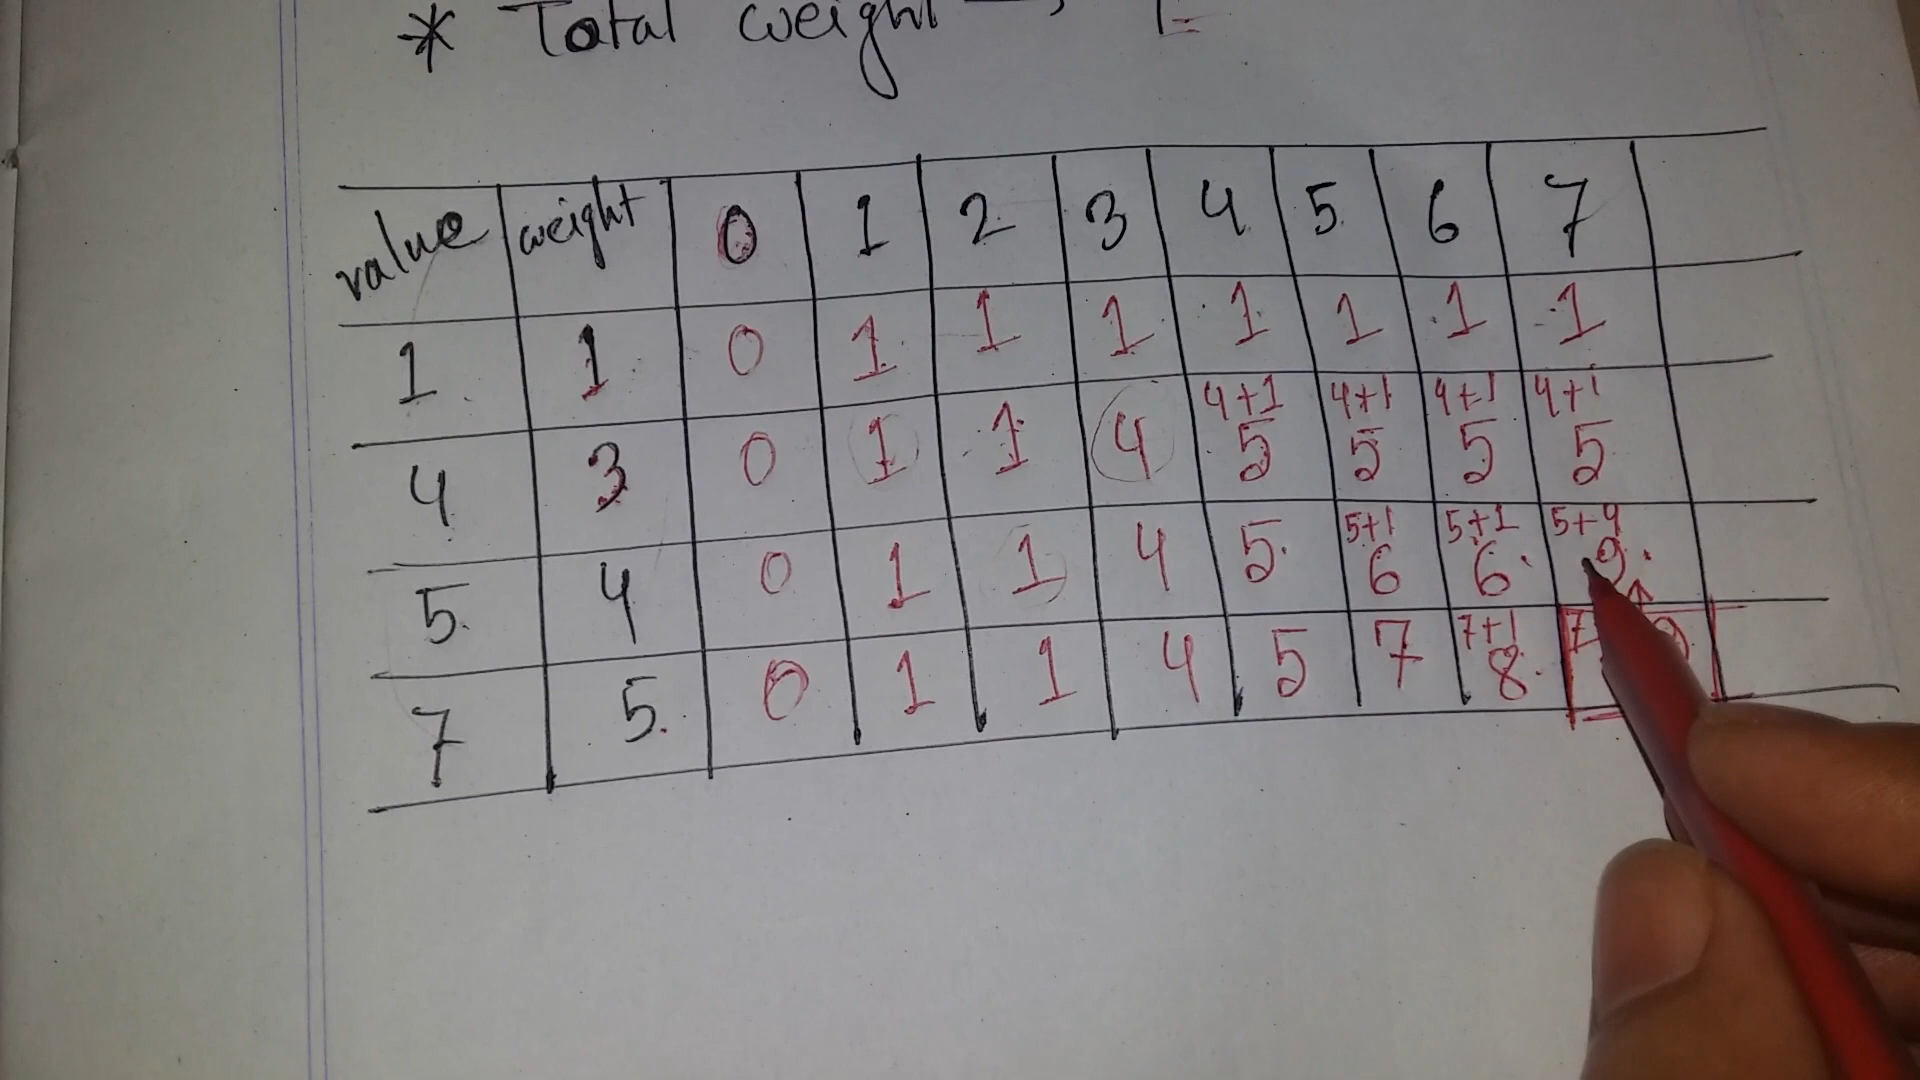 * Total weight →
value weight 0 1 2 3 4 5 6 7
1 1 0 1 1 1 1 1 1 1
4+1 4+1 4+1 4+1
4 3 0 1 1 4 5 5 5 5
5+1 5+1 5+4
5. 4 0 1 1 4 5. 6 6. 9.
7+1 7
7 5. 0 1 1 4 5 7 8. 9